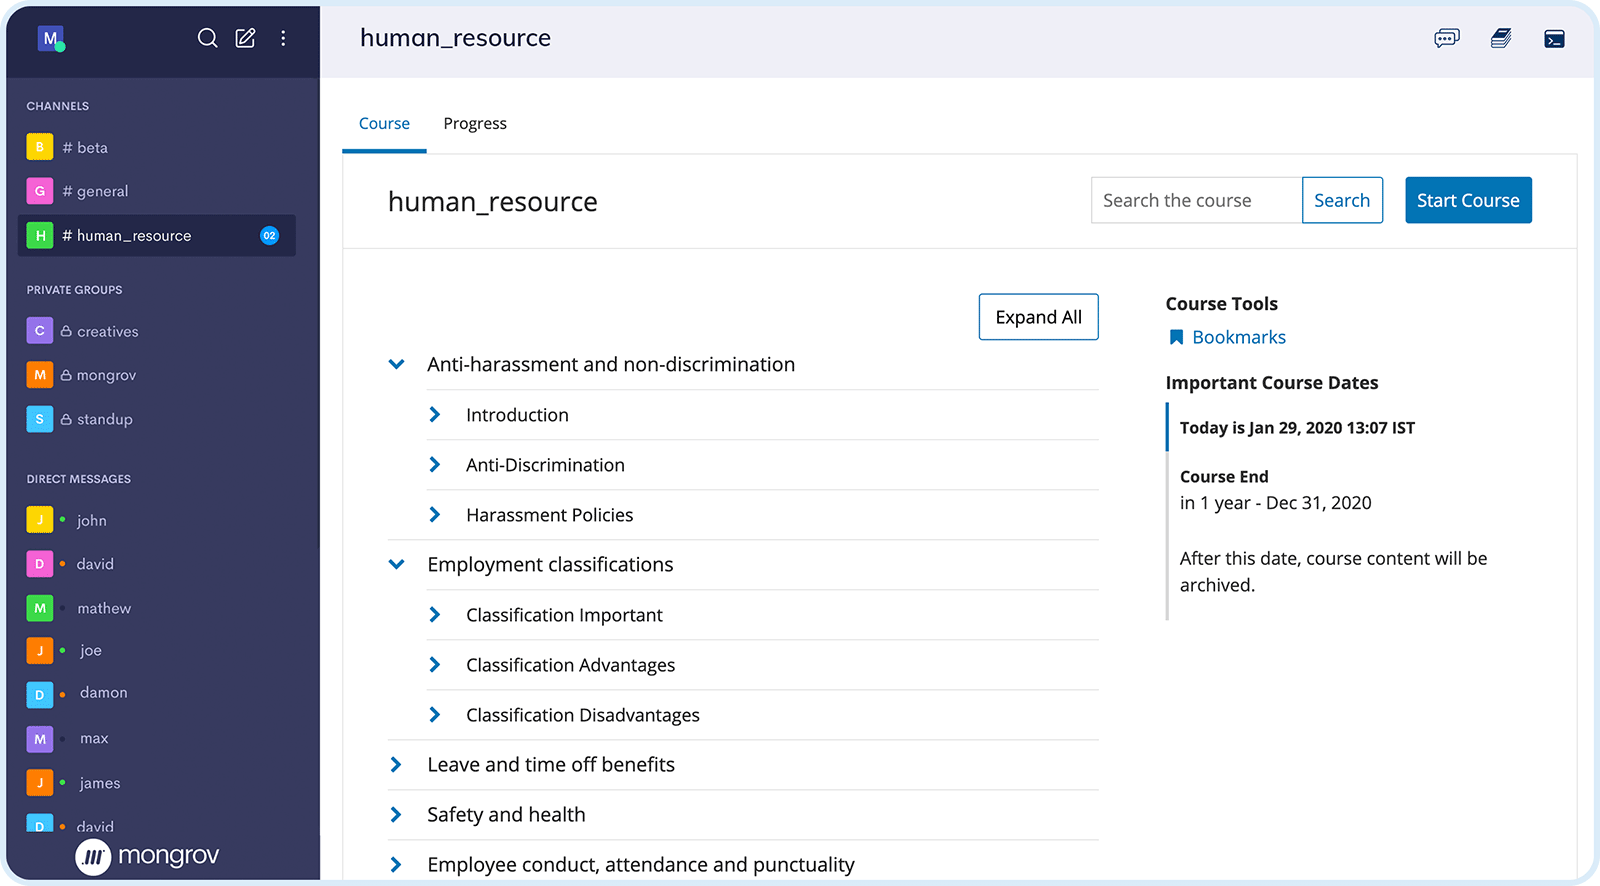 M
human_resource
CHANNELS
B # beta
G # general
H # human_resource 02
PRIVATE GROUPS
C creatives
M mongrov
S standup
DIRECT MESSAGES
J john
D david
M mathew
J joe
D damon
M max
J james
D david
mongrov
Course Progress
human_resource
Search the course Search Start Course
Expand All
Anti-harassment and non-discrimination
Introduction
Anti-Discrimination
Harassment Policies
Employment classifications
Classification Important
Classification Advantages
Classification Disadvantages
Leave and time off benefits
Safety and health
Employee conduct, attendance and punctuality
Course Tools
Bookmarks
Important Course Dates
Today is Jan 29, 2020 13:07 IST
Course End
in 1 year - Dec 31, 2020
After this date, course content will be
archived.